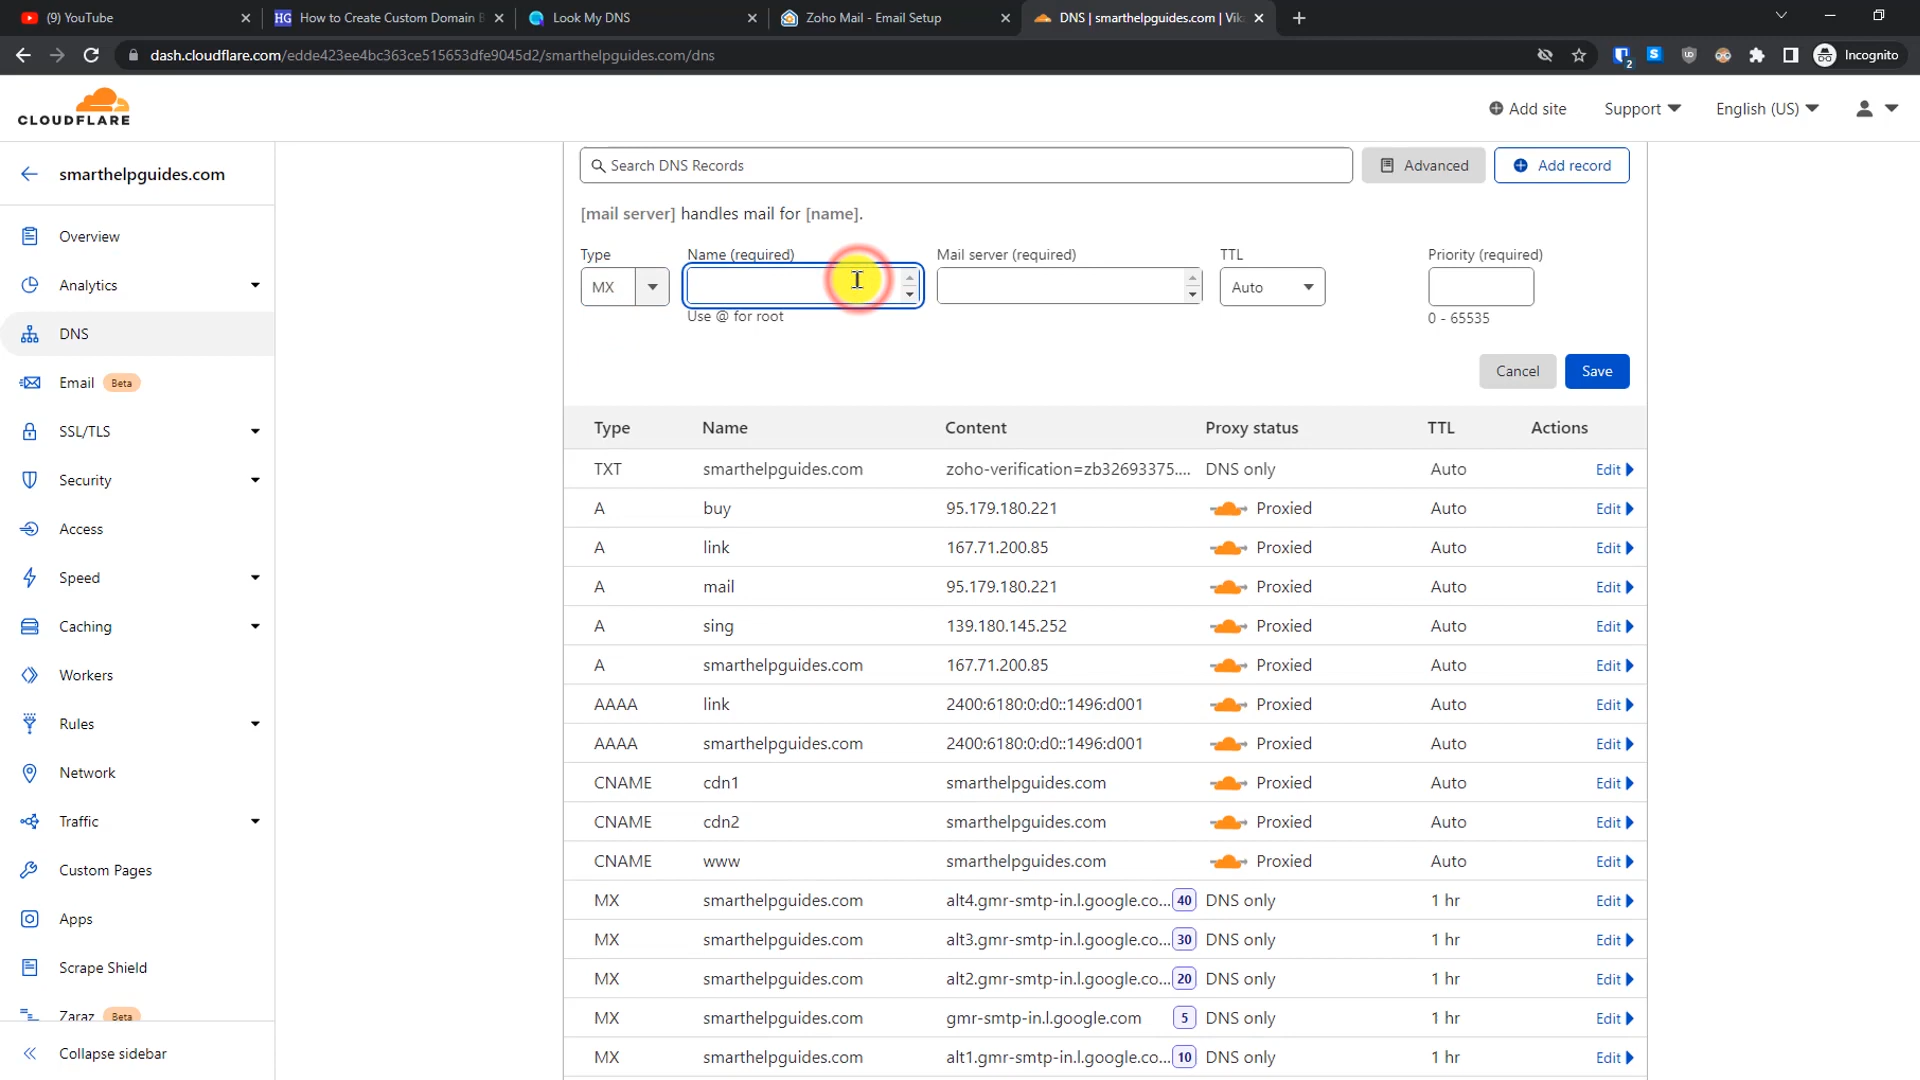 (9) YouTube
How to Create Custom Domain B
Look My DNS
Zoho Mail - Email Setup
DNS | smarthelpguides.com | Vik
dash.cloudflare.com/edde423ee4bc363ce515653dfe9045d2/smarthelpguides.com/dns
2
Incognito
CLOUDFLARE
Add site
Support
English (US)
smarthelpguides.com
Overview
Analytics
DNS
Email Beta
SSL/TLS
Security
Access
Speed
Caching
Workers
Rules
Network
Traffic
Custom Pages
Apps
Scrape Shield
Zaraz Beta
Collapse sidebar
Search DNS Records
Advanced
Add record
[mail server] handles mail for [name].
Type Name (required) Mail server (required) TTL Priority (required)
MX Auto
Use @ for root 0 - 65535
Cancel Save
Type Name Content Proxy status TTL Actions
TXT smarthelpguides.com zoho-verification=zb32693375.... DNS only Auto Edit
A buy 95.179.180.221 Proxied Auto Edit
A link 167.71.200.85 Proxied Auto Edit
A mail 95.179.180.221 Proxied Auto Edit
A sing 139.180.145.252 Proxied Auto Edit
A smarthelpguides.com 167.71.200.85 Proxied Auto Edit
AAAA link 2400:6180:0:d0::1496:d001 Proxied Auto Edit
AAAA smarthelpguides.com 2400:6180:0:d0::1496:d001 Proxied Auto Edit
CNAME cdn1 smarthelpguides.com Proxied Auto Edit
CNAME cdn2 smarthelpguides.com Proxied Auto Edit
CNAME www smarthelpguides.com Proxied Auto Edit
MX smarthelpguides.com alt4.gmr-smtp-in.l.google.co... 40 DNS only 1 hr Edit
MX smarthelpguides.com alt3.gmr-smtp-in.l.google.co... 30 DNS only 1 hr Edit
MX smarthelpguides.com alt2.gmr-smtp-in.l.google.co... 20 DNS only 1 hr Edit
MX smarthelpguides.com gmr-smtp-in.l.google.com 5 DNS only 1 hr Edit
MX smarthelpguides.com alt1.gmr-smtp-in.l.google.co... 10 DNS only 1 hr Edit